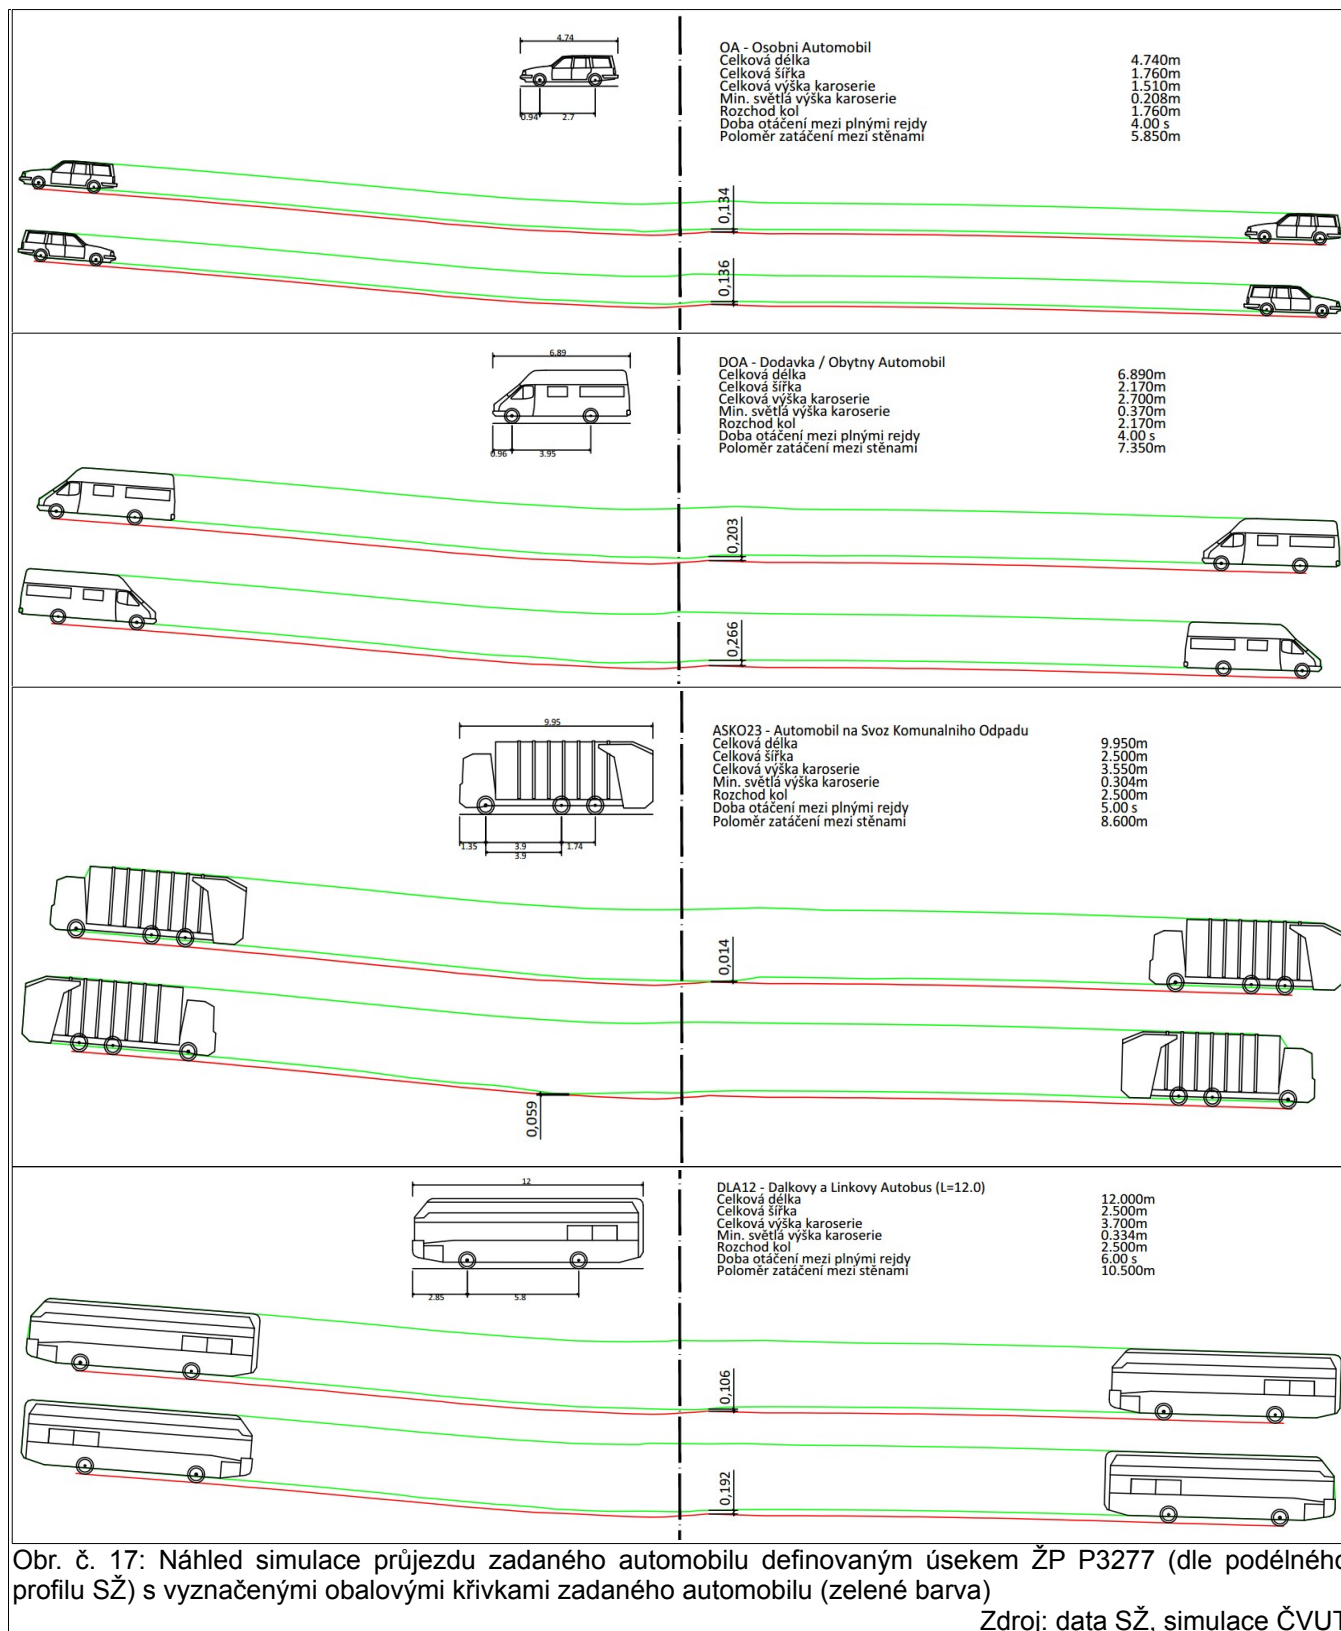 4.74
0.94
2.7
OA - Osobni Automobil
Celková délka 4.740m
Celková šířka 1.760m
Celková výška karoserie 1.510m
Min. světlá výška karoserie 0.208m
Rozchod kol 1.760m
Doba otáčení mezi plnými rejdy 4.00 s
Poloměr zatáčení mezi stěnami 5.850m
0,134
0,136
6.89
0.96
3.95
DOA - Dodavka / Obytny Automobil
Celková délka 6.890m
Celková šířka 2.170m
Celková výška karoserie 2.700m
Min. světlá výška karoserie 0.370m
Rozchod kol 2.170m
Doba otáčení mezi plnými rejdy 4.00 s
Poloměr zatáčení mezi stěnami 7.350m
0,203
0,266
9.95
1.35
3.9
1.74
3.9
ASKO23 - Automobil na Svoz Komunalniho Odpadu
Celková délka 9.950m
Celková šířka 2.500m
Celková výška karoserie 3.550m
Min. světlá výška karoserie 0.304m
Rozchod kol 2.500m
Doba otáčení mezi plnými rejdy 5.00 s
Poloměr zatáčení mezi stěnami 8.600m
0,014
0,059
12
2.85
5.8
DLA12 - Dalkovy a Linkovy Autobus (L=12.0)
Celková délka 12.000m
Celková šířka 2.500m
Celková výška karoserie 3.700m
Min. světlá výška karoserie 0.334m
Rozchod kol 2.500m
Doba otáčení mezi plnými rejdy 6.00 s
Poloměr zatáčení mezi stěnami 10.500m
0,106
0,192
Obr. č. 17: Náhled simulace průjezdu zadaného automobilu definovaným úsekem ŽP P3277 (dle podélného
profilu SŽ) s vyznačenými obalovými křivkami zadaného automobilu (zelené barva)
Zdroj: data SŽ, simulace ČVUT